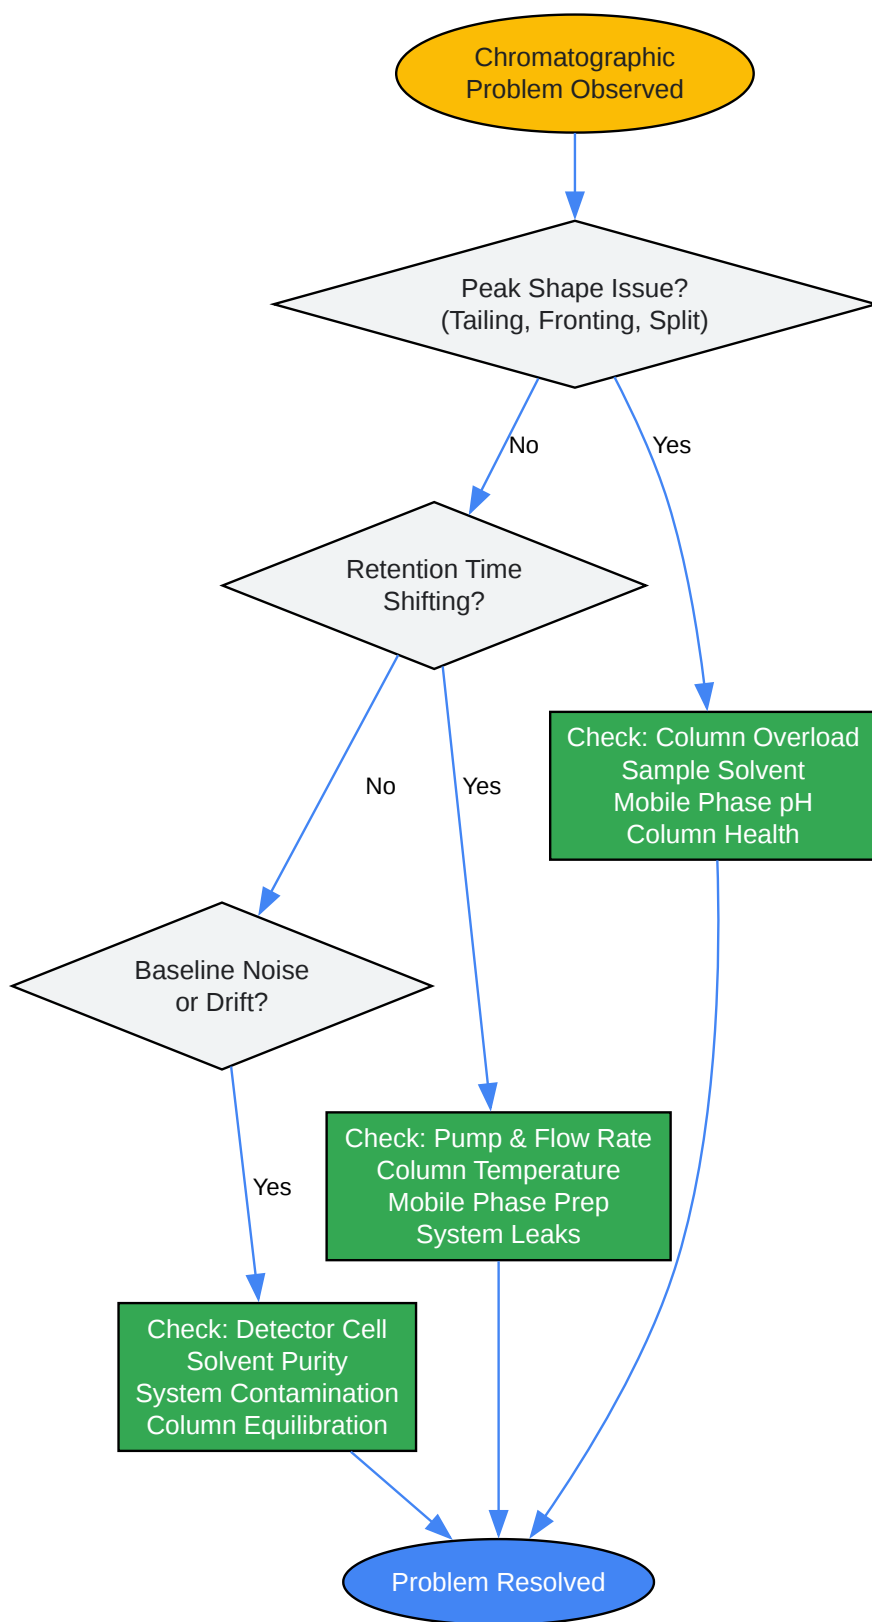 Chromatographic
Problem Observed
Peak Shape Issue?
(Tailing, Fronting, Split)
No
Yes
Retention Time
Shifting?
Check: Column Overload
Sample Solvent
Mobile Phase pH
Column Health
No
Yes
Baseline Noise
or Drift?
Check: Pump & Flow Rate
Column Temperature
Mobile Phase Prep
System Leaks
Yes
Check: Detector Cell
Solvent Purity
System Contamination
Column Equilibration
Problem Resolved